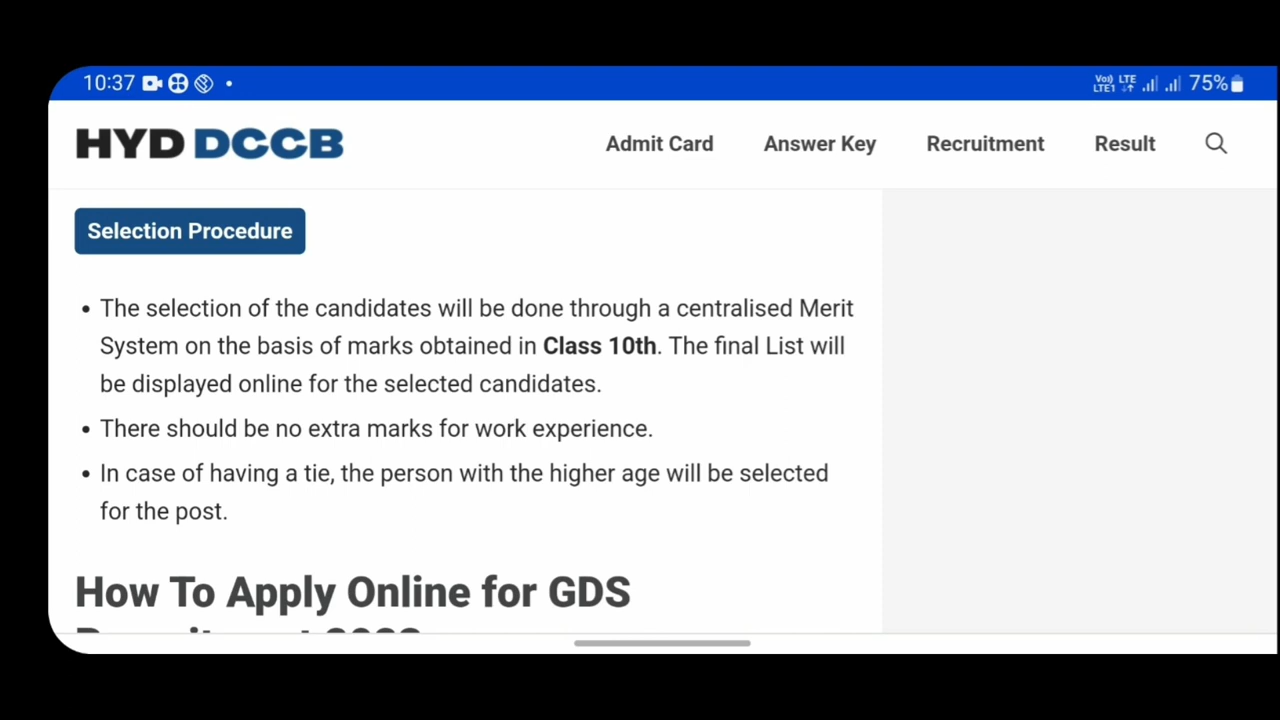 10:37
Vo) LTE1 LTE 75%
HYD DCCB
Admit Card Answer Key Recruitment Result
Selection Procedure
• The selection of the candidates will be done through a centralised Merit
System on the basis of marks obtained in Class 10th. The final List will
be displayed online for the selected candidates.
• There should be no extra marks for work experience.
• In case of having a tie, the person with the higher age will be selected
for the post.
How To Apply Online for GDS